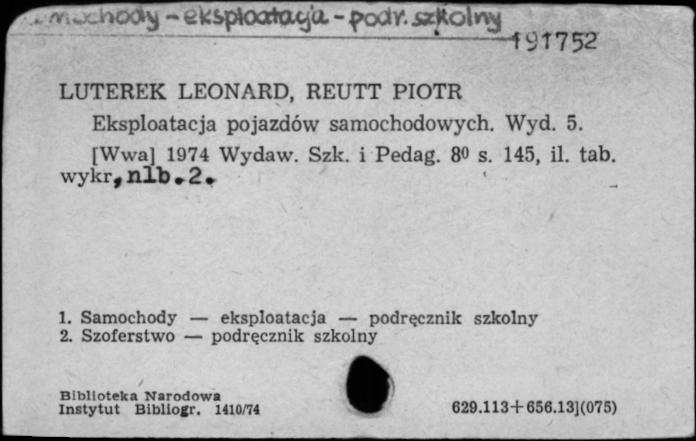 Samochody - eksploatacja - podr. szkolny
191752
LUTEREK LEONARD, REUTT PIOTR
Eksploatacja pojazdów samochodowych. Wyd. 5.
[Wwa] 1974 Wydaw. Szk. i Pedag. 8⁰ s. 145, il. tab.
wykr, nlb.2.
1. Samochody — eksploatacja — podręcznik szkolny
2. Szoferstwo — podręcznik szkolny
Biblioteka Narodowa
Instytut Bibliogr. 1410/74
629.113+656.13](075)